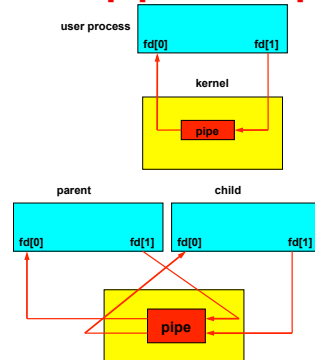 user process
fd[0] fd[1]
kernel
pipe
parent child
fd[0] fd[1] fd[0] fd[1]
pipe